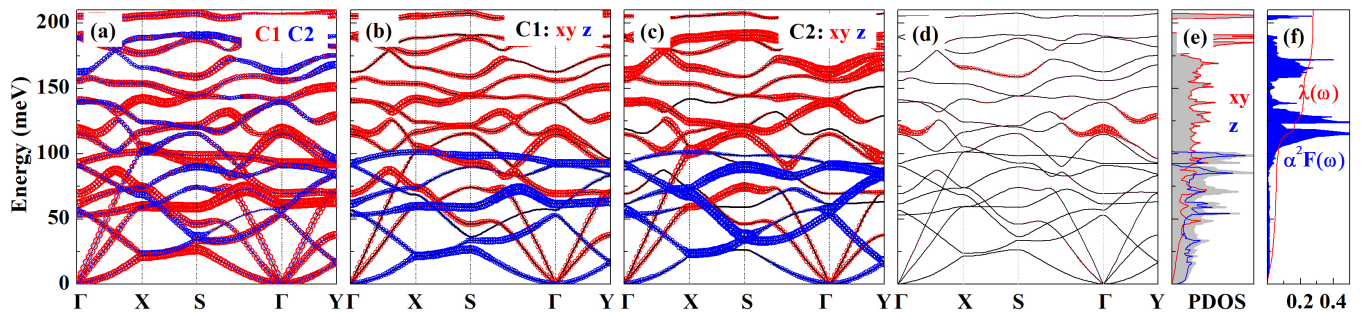 Energy (meV)
200
150
100
50
0
(a)
C1 C2
(b)
C1: xy z
(c)
C2: xy z
(d)
(e)
xy
z
(f)
λ(ω)
α²F(ω)
Γ X S Γ Y
Γ X S Γ Y
Γ X S Γ Y
Γ X S Γ Y
PDOS
0.2 0.4